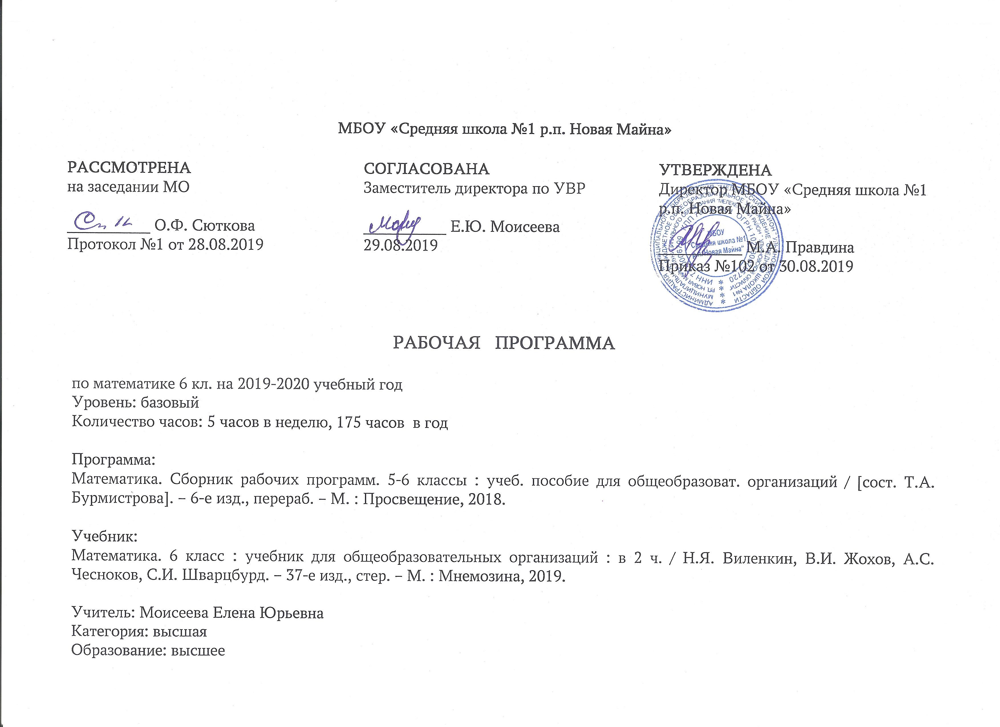 МБОУ «Средняя школа №1 р.п. Новая Майна»
РАССМОТРЕНА
на заседании МО
____________ О.Ф. Сюткова
Протокол №1 от 28.08.2019
СОГЛАСОВАНА
Заместитель директора по УВР
____________ Е.Ю. Моисеева
29.08.2019
УТВЕРЖДЕНА
Директор МБОУ «Средняя школа №1
р.п. Новая Майна»
____________ М.А. Правдина
Приказ №102 от 30.08.2019
МБОУ
"Средняя школа №1
р.п. Новая Майна"
РАБОЧАЯ ПРОГРАММА
по математике 6 кл. на 2019-2020 учебный год
Уровень: базовый
Количество часов: 5 часов в неделю, 175 часов в год
Программа:
Математика. Сборник рабочих программ. 5-6 классы : учеб. пособие для общеобразоват. организаций / [сост. Т.А.
Бурмистрова]. – 6-е изд., перераб. – М. : Просвещение, 2018.
Учебник:
Математика. 6 класс : учебник для общеобразовательных организаций : в 2 ч. / Н.Я. Виленкин, В.И. Жохов, А.С.
Чесноков, С.И. Шварцбурд. – 37-е изд., стер. – М. : Мнемозина, 2019.
Учитель: Моисеева Елена Юрьевна
Категория: высшая
Образование: высшее